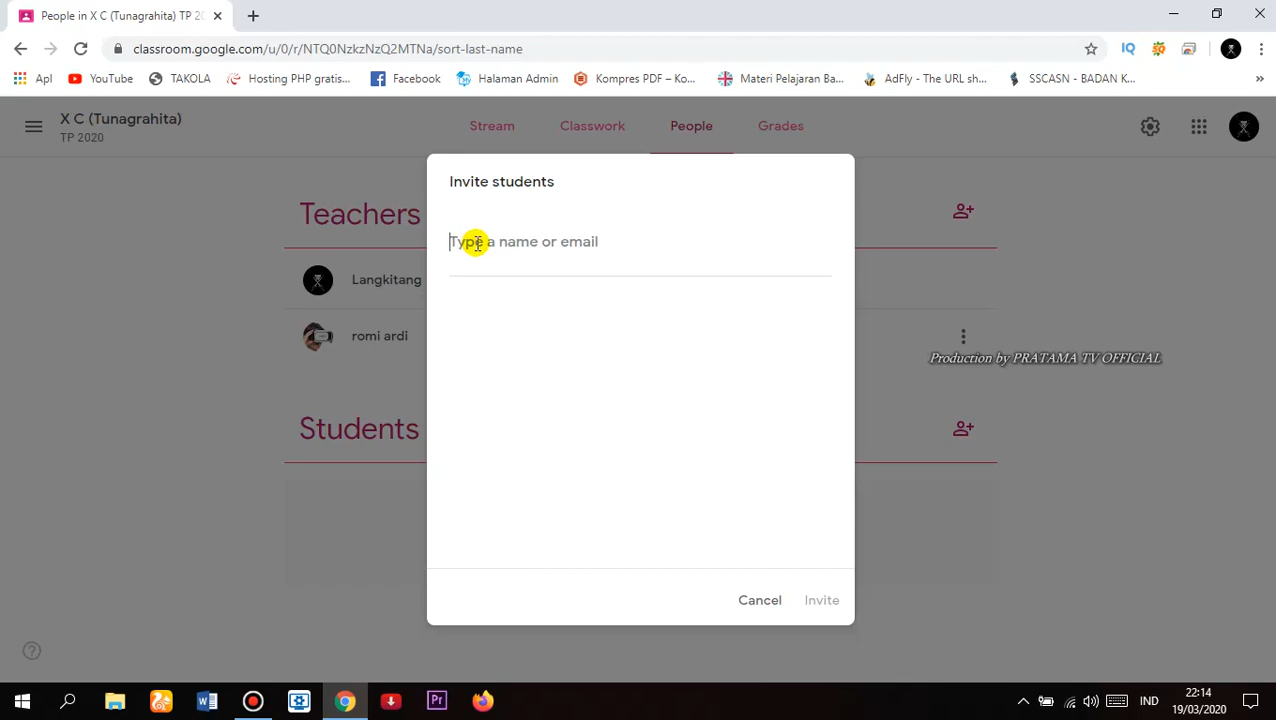 People in X C (Tunagrahita) TP 20
classroom.google.com/u/0/r/NTQ0NzkzNzQ2MTNa/sort-last-name
IQ
Apl
YouTube
TAKOLA
Hosting PHP gratis...
Facebook
Halaman Admin
Kompres PDF – Ko...
Materi Pelajaran Ba...
AdFly - The URL sh...
SSCASN - BADAN K...
»
X C (Tunagrahita)
TP 2020
Stream
Classwork
People
Grades
Invite students
Teachers
Type a name or email
Langkitang
romi ardi
Production by PRATAMA TV OFFICIAL
Students
Cancel
Invite
W
Pr
IND
22:14
19/03/2020